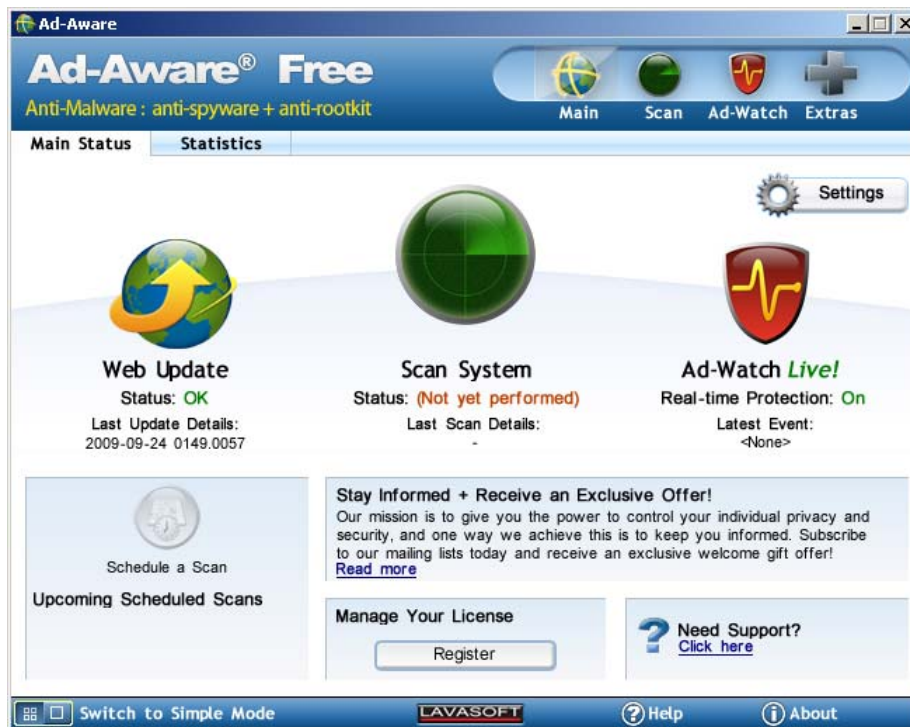 Ad-Aware
Ad-Aware® Free
Anti-Malware : anti-spyware + anti-rootkit
Main Scan Ad-Watch Extras
Main Status Statistics
Settings
Web Update
Status: OK
Last Update Details:
2009-09-24 0149.0057
Scan System
Status: (Not yet performed)
Last Scan Details:
-
Ad-Watch Live!
Real-time Protection: On
Latest Event:
<None>
Schedule a Scan
Upcoming Scheduled Scans
Stay Informed + Receive an Exclusive Offer!
Our mission is to give you the power to control your individual privacy and
security, and one way we achieve this is to keep you informed. Subscribe
to our mailing lists today and receive an exclusive welcome gift offer!
Read more
Manage Your License
Register
? Need Support?
Click here
Switch to Simple Mode
LAVASOFT
? Help
i About